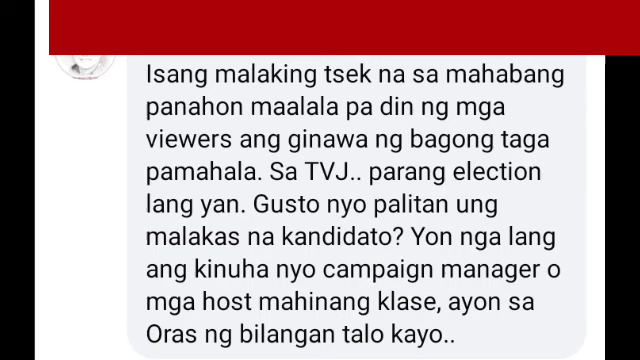 Isang malaking tsek na sa mahabang
panahon maalala pa din ng mga
viewers ang ginawa ng bagong taga
pamahala. Sa TVJ.. parang election
lang yan. Gusto nyo palitan ung
malakas na kandidato? Yon nga lang
ang kinuha nyo campaign manager o
mga host mahinang klase, ayon sa
Oras ng bilangan talo kayo..